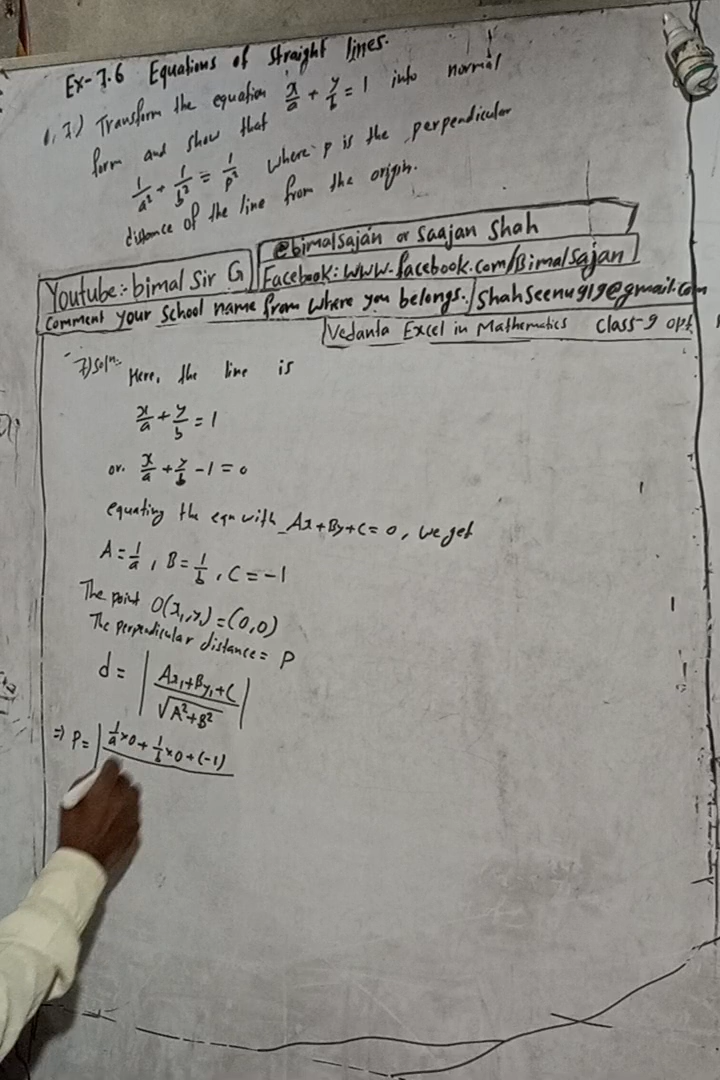 Ex-7.6 Equations of straight lines.
7.) Transform the equation x/a + y/b = 1 into normal
form and show that
1/a² + 1/b² = 1/p² where p is the perpendicular
distance of the line from the origin.
@bimalsajan or Saajan Shah
Youtube:- bimal Sir G
Facebook: www.facebook.com/Bimalsajan
Comment your School name from where you belongs. shahseenu919@gmail.com
Vedanta Excel in Mathematics Class-9 opt
7) Solⁿ:
Here, the line is
x/a + y/b = 1
or. x/a + y/b - 1 = 0
equating the eqn with Ax+By+C=0, we get
A = 1/a, B = 1/b, C = -1
The point O(x₁,y₁) = (0,0)
The perpendicular distance = P
d = |(Ax₁+By₁+C)/√(A²+B²)|
=> P = |1/a×0 + 1/b×0 + (-1)